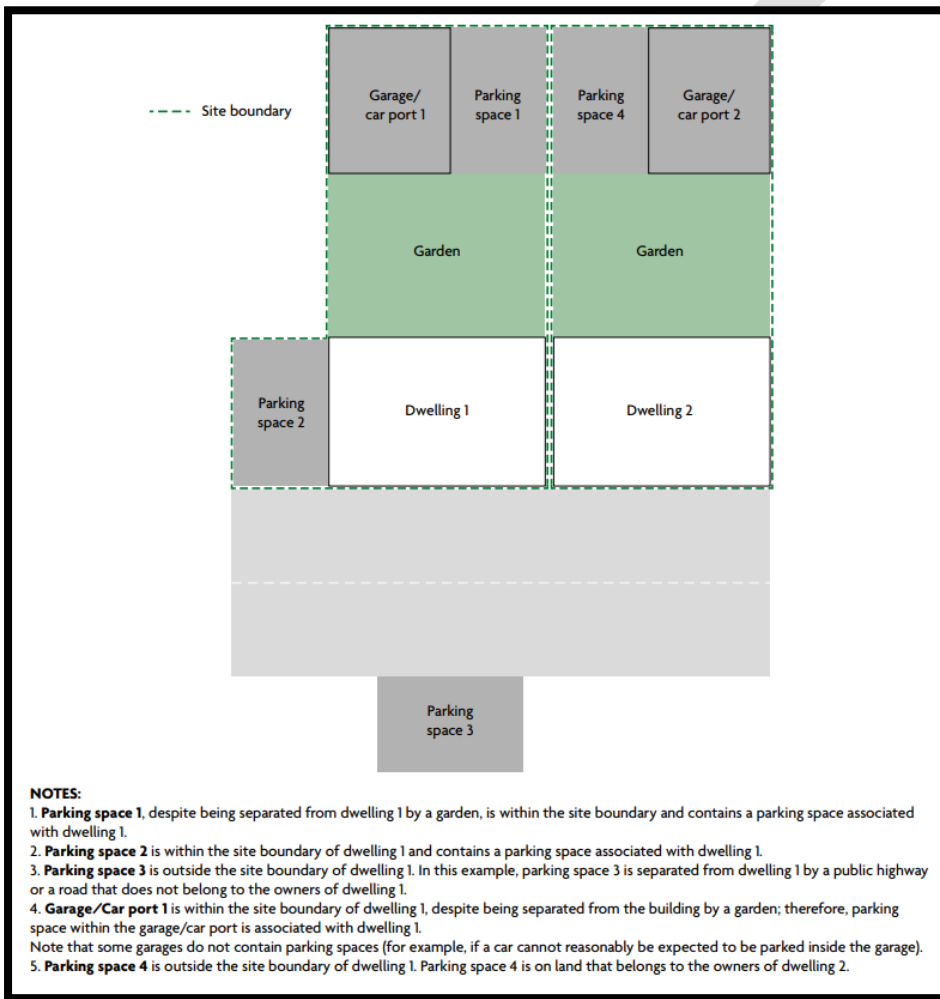 Site boundary
Garage/
car port 1
Parking
space 1
Parking
space 4
Garage/
car port 2
Garden
Garden
Parking
space 2
Dwelling 1
Dwelling 2
Parking
space 3
NOTES:
1. Parking space 1, despite being separated from dwelling 1 by a garden, is within the site boundary and contains a parking space associated
with dwelling 1.
2. Parking space 2 is within the site boundary of dwelling 1 and contains a parking space associated with dwelling 1.
3. Parking space 3 is outside the site boundary of dwelling 1. In this example, parking space 3 is separated from dwelling 1 by a public highway
or a road that does not belong to the owners of dwelling 1.
4. Garage/Car port 1 is within the site boundary of dwelling 1, despite being separated from the building by a garden; therefore, parking
space within the garage/car port is associated with dwelling 1.
Note that some garages do not contain parking spaces (for example, if a car cannot reasonably be expected to be parked inside the garage).
5. Parking space 4 is outside the site boundary of dwelling 1. Parking space 4 is on land that belongs to the owners of dwelling 2.